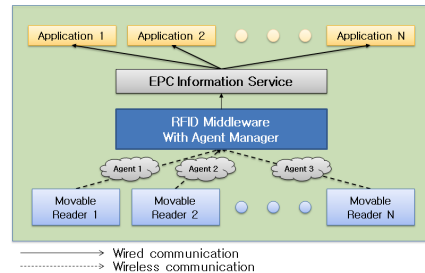 Application 1
Application 2
Application N
EPC Information Service
RFID Middleware
With Agent Manager
Agent 1
Agent 2
Agent 3
Movable
Reader 1
Movable
Reader 2
Movable
Reader N
Wired communication
Wireless communication